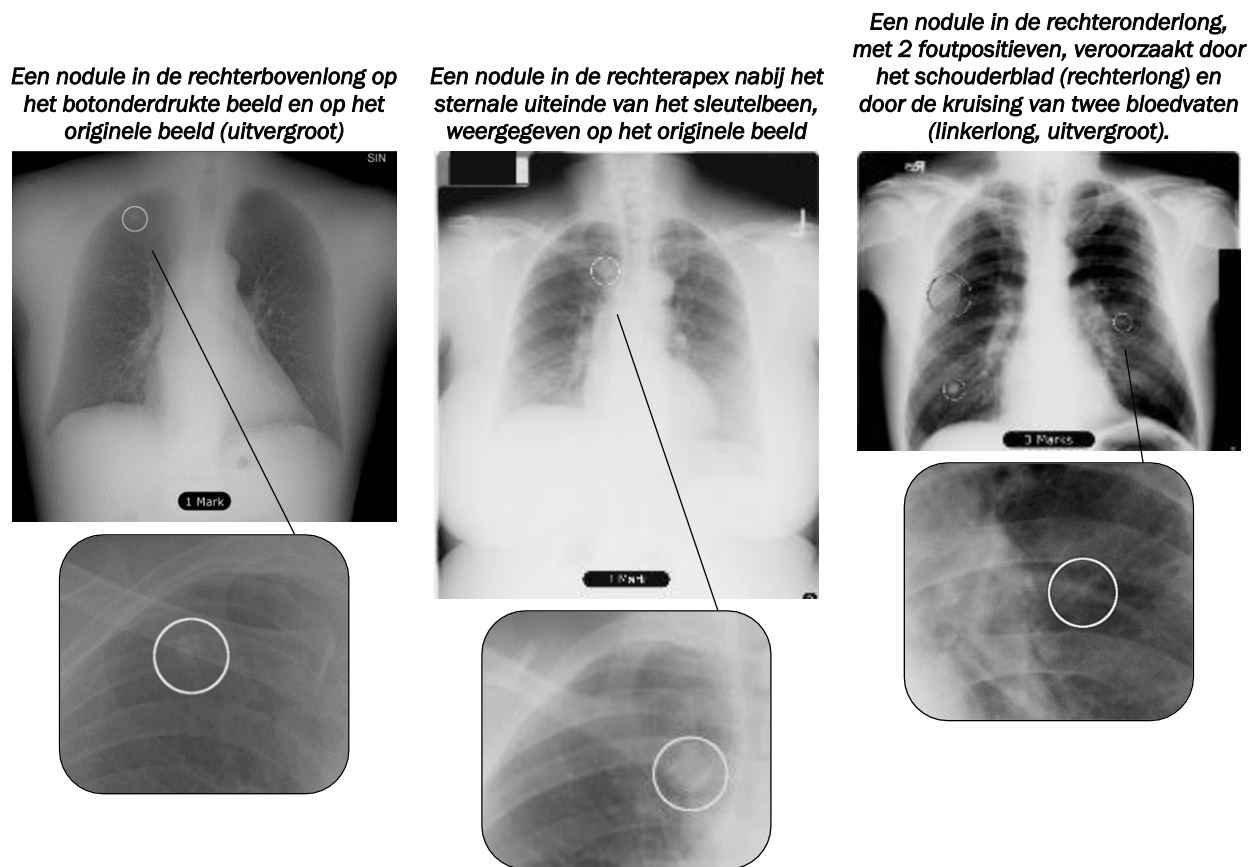 Een nodule in de rechterbovenlong op
het botonderdrukte beeld en op het
originele beeld (uitvergroot)
SIN
1 Mark
Een nodule in de rechterapex nabij het
sternale uiteinde van het sleutelbeen,
weergegeven op het originele beeld
1 Mark
Een nodule in de rechteronderlong,
met 2 foutpositieven, veroorzaakt door
het schouderblad (rechterlong) en
door de kruising van twee bloedvaten
(linkerlong, uitvergroot).
3 Marks